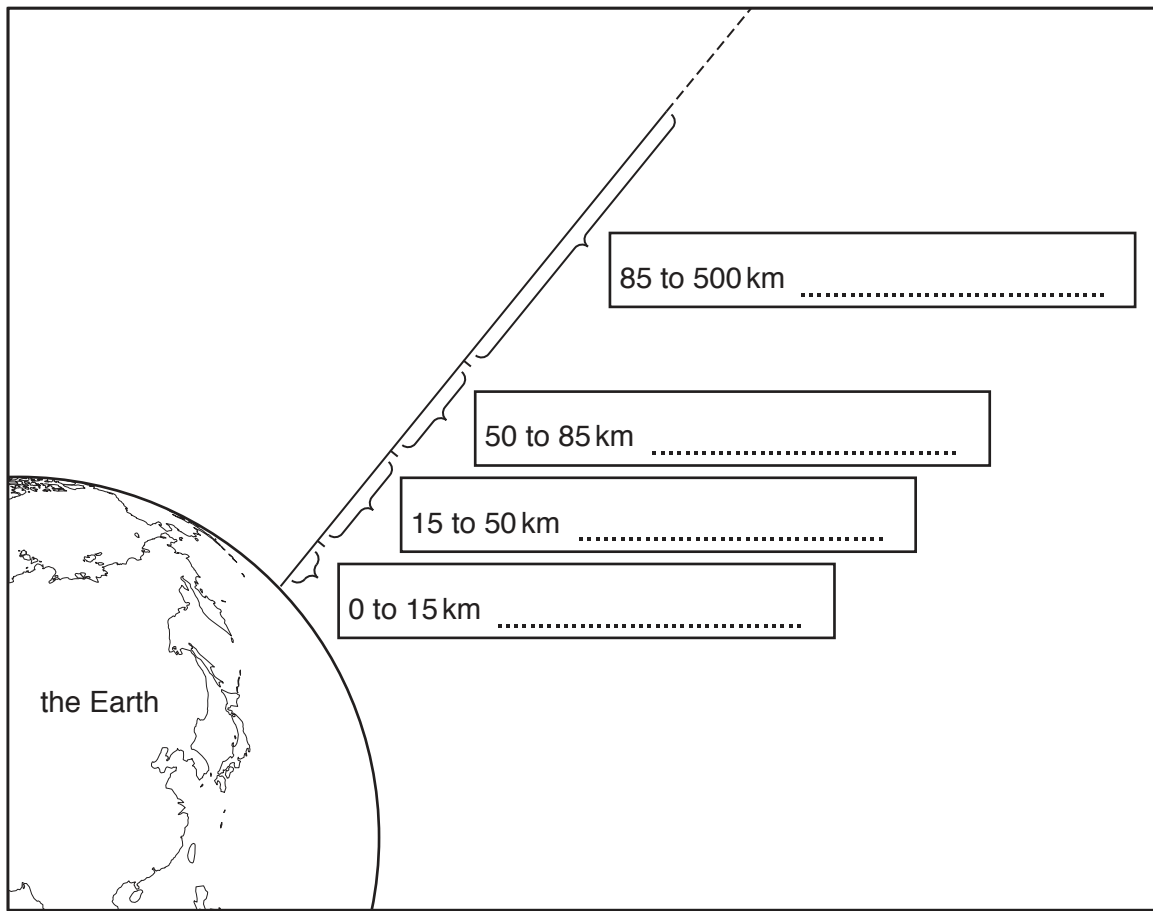 85 to 500 km ................................
50 to 85 km ................................
15 to 50 km ................................
0 to 15 km ................................
the Earth